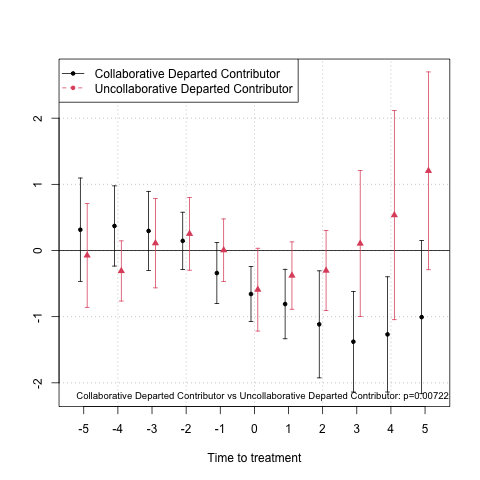 Collaborative Departed Contributor
Uncollaborative Departed Contributor
2
1
0
-1
-2
Collaborative Departed Contributor vs Uncollaborative Departed Contributor: p=0.00722
-5 -4 -3 -2 -1 0 1 2 3 4 5
Time to treatment